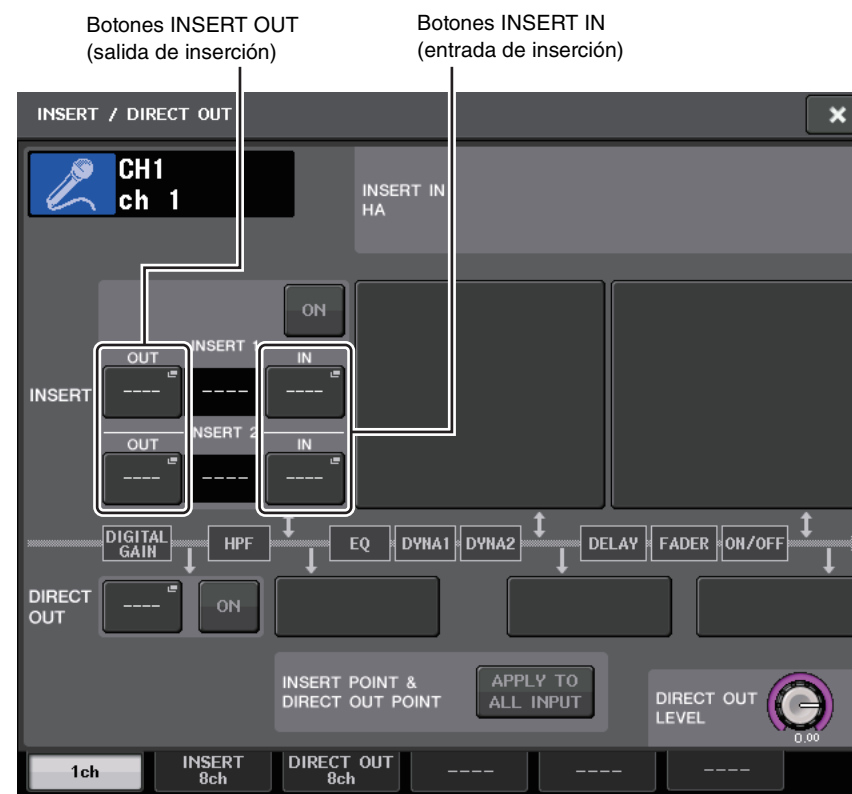 Botones INSERT OUT
(salida de inserción)
Botones INSERT IN
(entrada de inserción)
INSERT / DIRECT OUT
CH1
ch 1
INSERT IN
HA
ON
INSERT 1
OUT
IN
INSERT
----
----
----
NSERT 2
OUT
IN
----
----
----
DIGITAL
GAIN
HPF
EQ
DYNA1
DYNA2
DELAY
FADER
ON/OFF
DIRECT
OUT
----
ON
INSERT POINT &
DIRECT OUT POINT
APPLY TO
ALL INPUT
DIRECT OUT
LEVEL
0.00
1ch
INSERT
8ch
DIRECT OUT
8ch
----
----
----